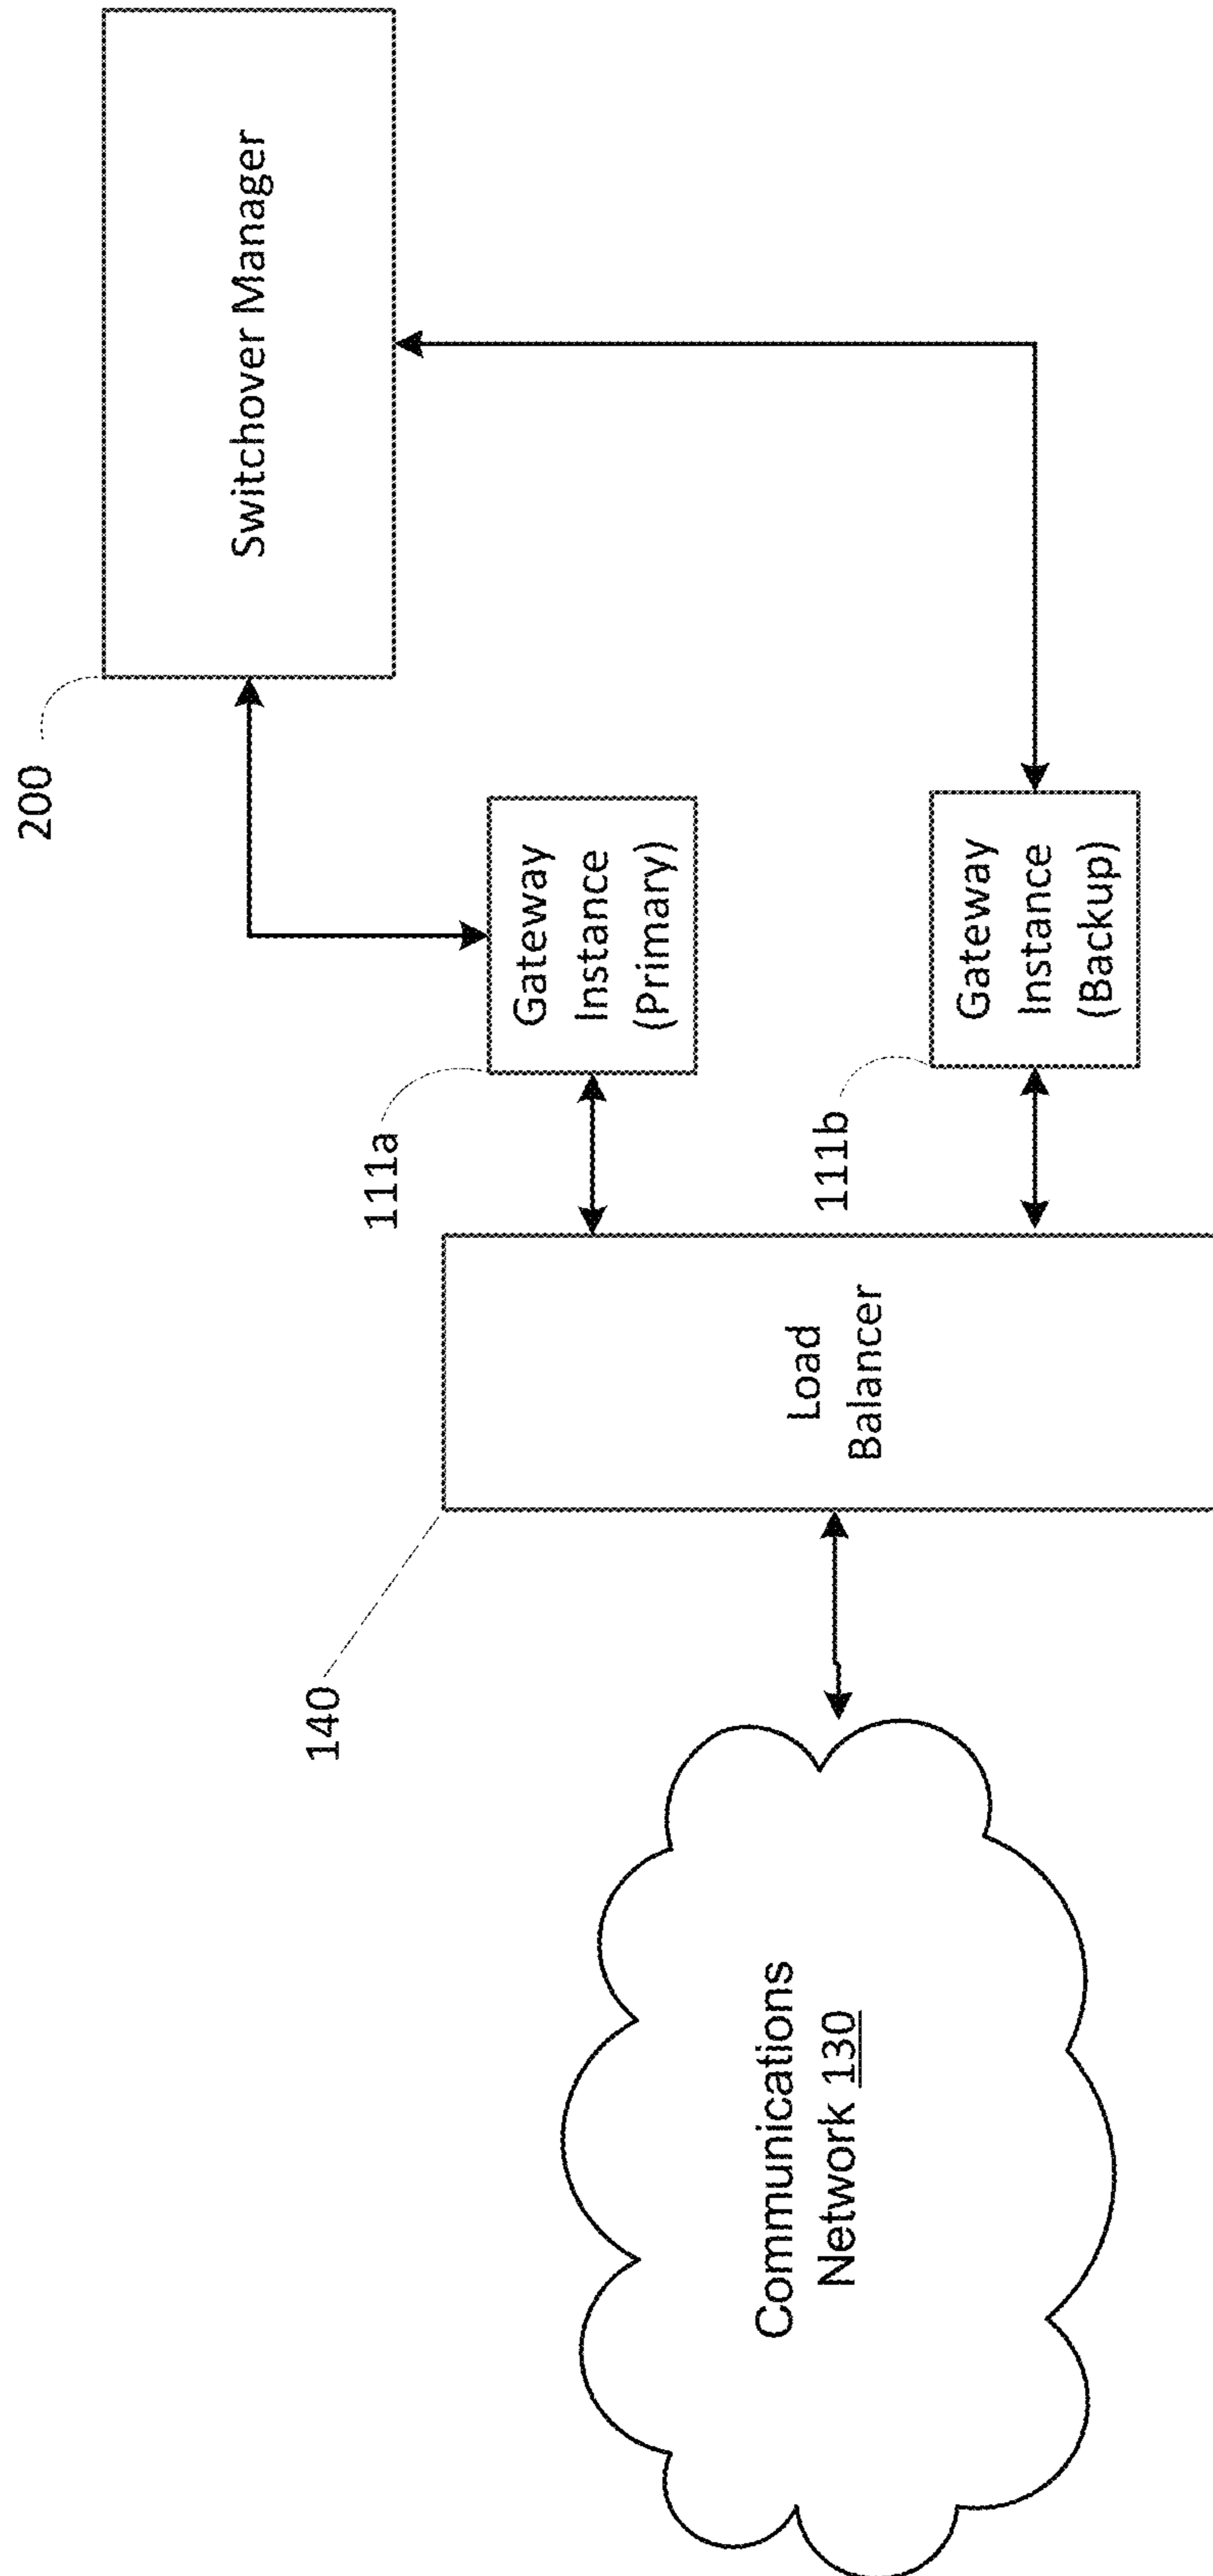 200
Switchover Manager
111a
Gateway
Instance
(Primary)
111b
Gateway
Instance
(Backup)
140
Load
Balancer
Communications
Network 130